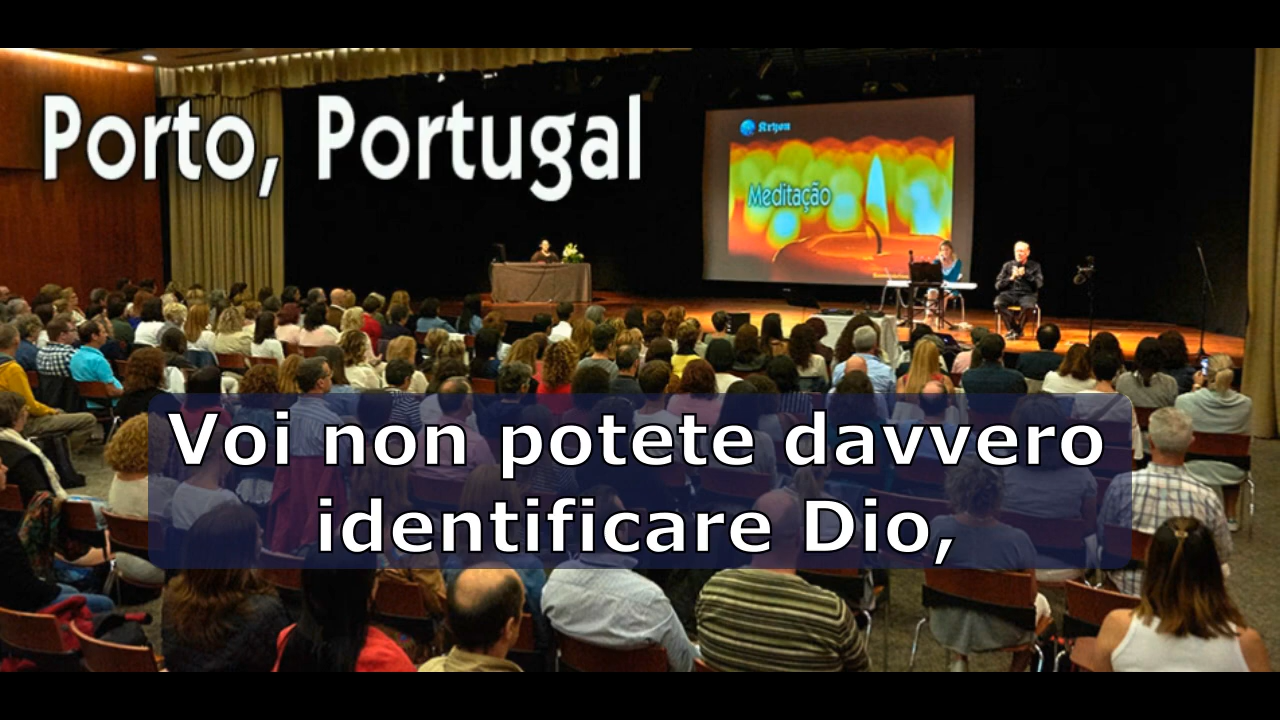 Porto, Portugal
Kryon
Meditação
Voi non potete davvero
identificare Dio,